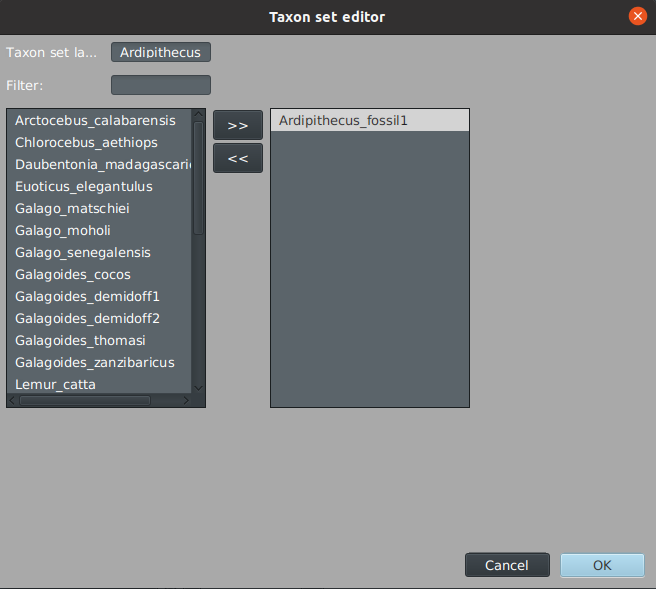 Taxon set editor
Taxon set la... Ardipithecus
Filter:
Arctocebus_calabarensis
Chlorocebus_aethiops
Daubentonia_madagascarie
Euoticus_elegantulus
Galago_matschiei
Galago_moholi
Galago_senegalensis
Galagoides_cocos
Galagoides_demidoff1
Galagoides_demidoff2
Galagoides_thomasi
Galagoides_zanzibaricus
Lemur_catta
>>
<<
Ardipithecus_fossil1
Cancel OK